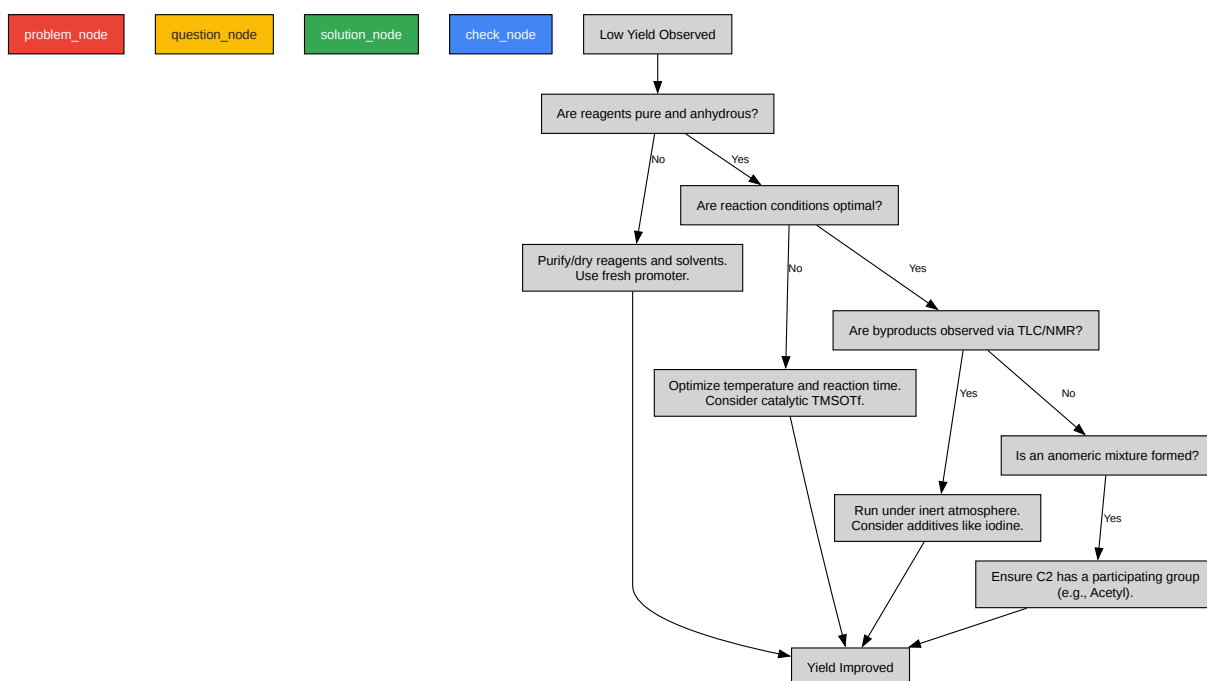 problem_node
question_node
solution_node
check_node
Low Yield Observed
Are reagents pure and anhydrous?
No
Yes
Are reaction conditions optimal?
Purify/dry reagents and solvents.
Use fresh promoter.
No
Yes
Are byproducts observed via TLC/NMR?
Optimize temperature and reaction time.
Consider catalytic TMSOTf.
Yes
No
Is an anomeric mixture formed?
Run under inert atmosphere.
Consider additives like iodine.
Yes
Ensure C2 has a participating group
(e.g., Acetyl).
Yield Improved